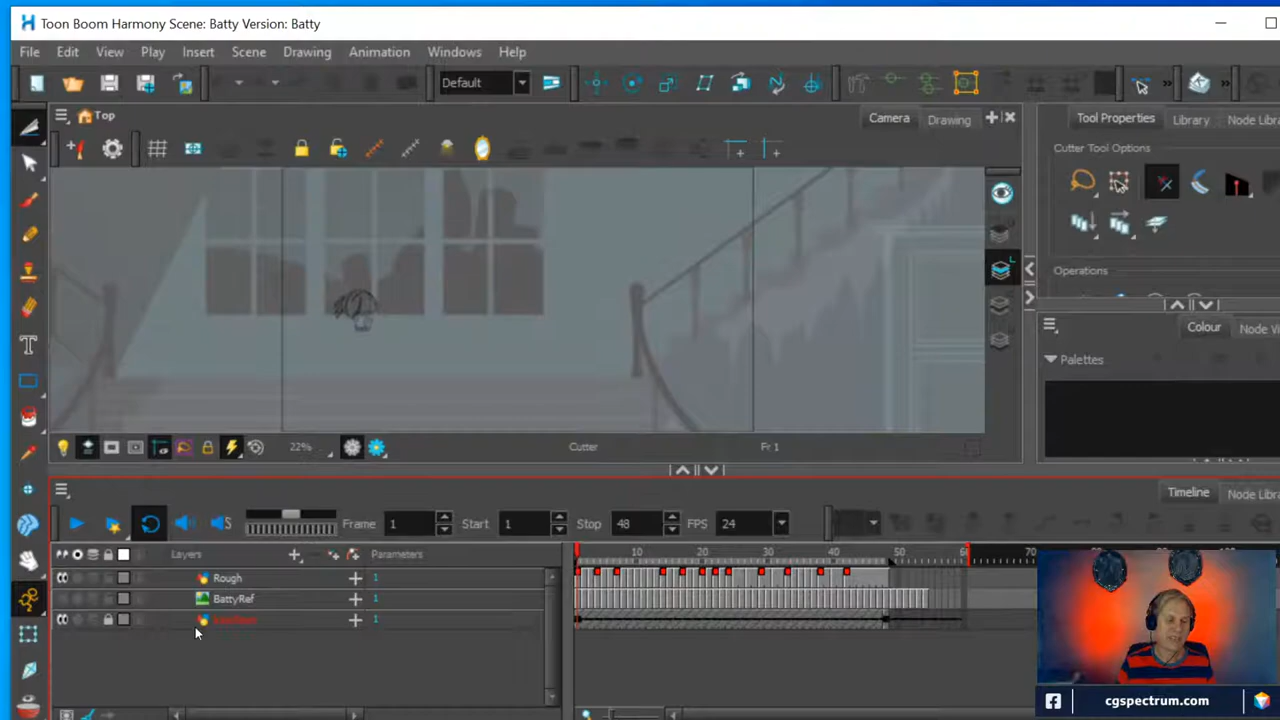 Toon Boom Harmony Scene: Batty Version: Batty
File Edit View Play Insert Scene Drawing Animation Windows Help
Default
Top
Camera Drawing
Tool Properties Library Node Lib
Cutter Tool Options
Operations
Colour Node Vi
Palettes
22% Cutter Fr 1
Timeline Node Libr
Frame 1 Start 1 Stop 48 FPS 24
Layers Parameters
10 20 30 40 50 60 70
Rough 1
BattyRef 1
1
cgspectrum.com